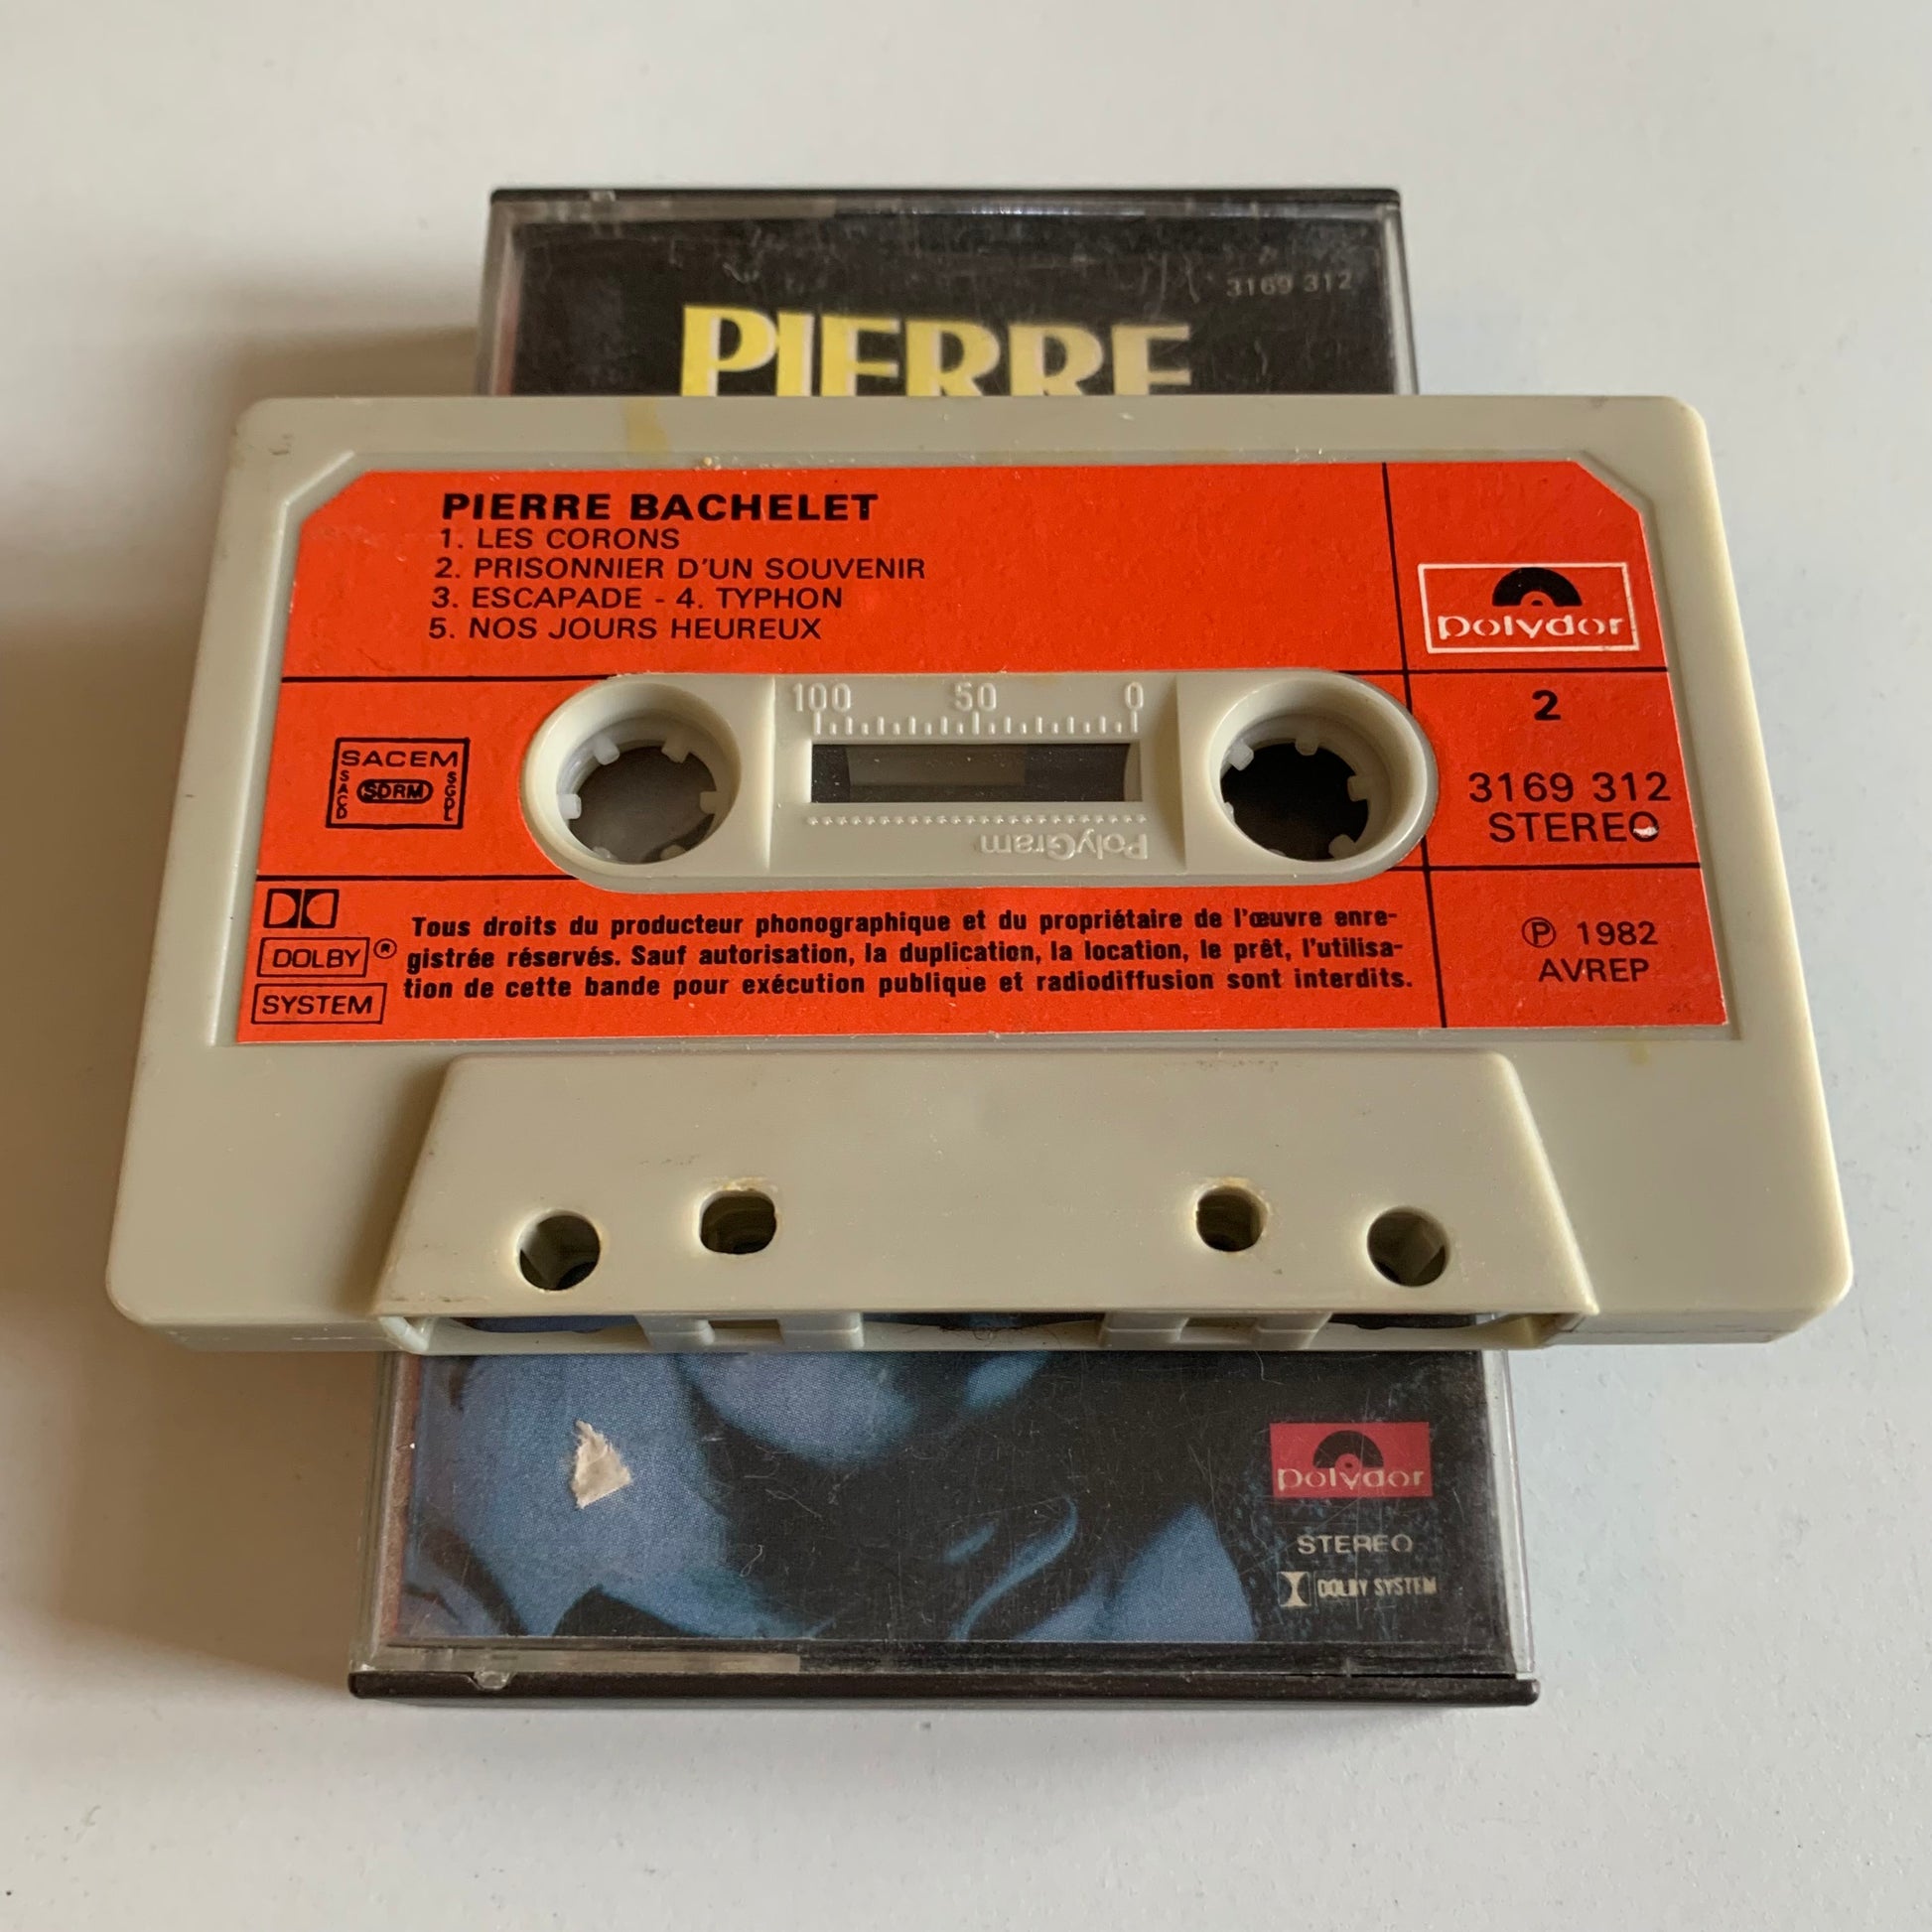 3169 312
PIERRE
PIERRE BACHELET
1. LES CORONS
2. PRISONNIER D'UN SOUVENIR
3. ESCAPADE - 4. TYPHON
5. NOS JOURS HEUREUX
polydor
100 50 0
2
SACEM
SACD
SDRM
SGDL
3169 312
STEREO
PolyGram
DOLBY ®
SYSTEM
Tous droits du producteur phonographique et du propriétaire de l'œuvre enre-
gistrée réservés. Sauf autorisation, la duplication, la location, le prêt, l'utilisa-
tion de cette bande pour exécution publique et radiodiffusion sont interdits.
℗ 1982
AVREP
polydor
STEREO
DOLBY SYSTEM